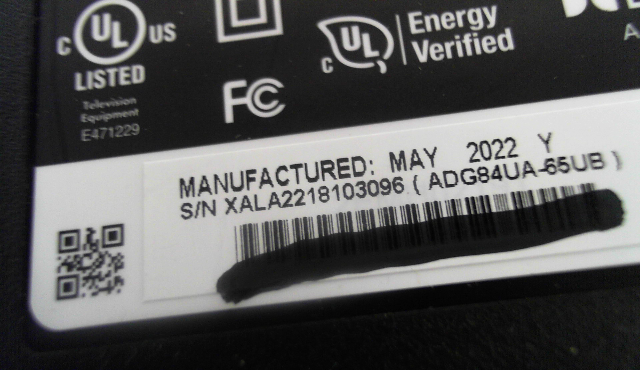 C UL US
LISTED
Television
Equipment
E471229
FC
C UL
Energy
Verified
MANUFACTURED: MAY 2022 Y
S/N XALA2218103096 ( ADG84UA-65UB )